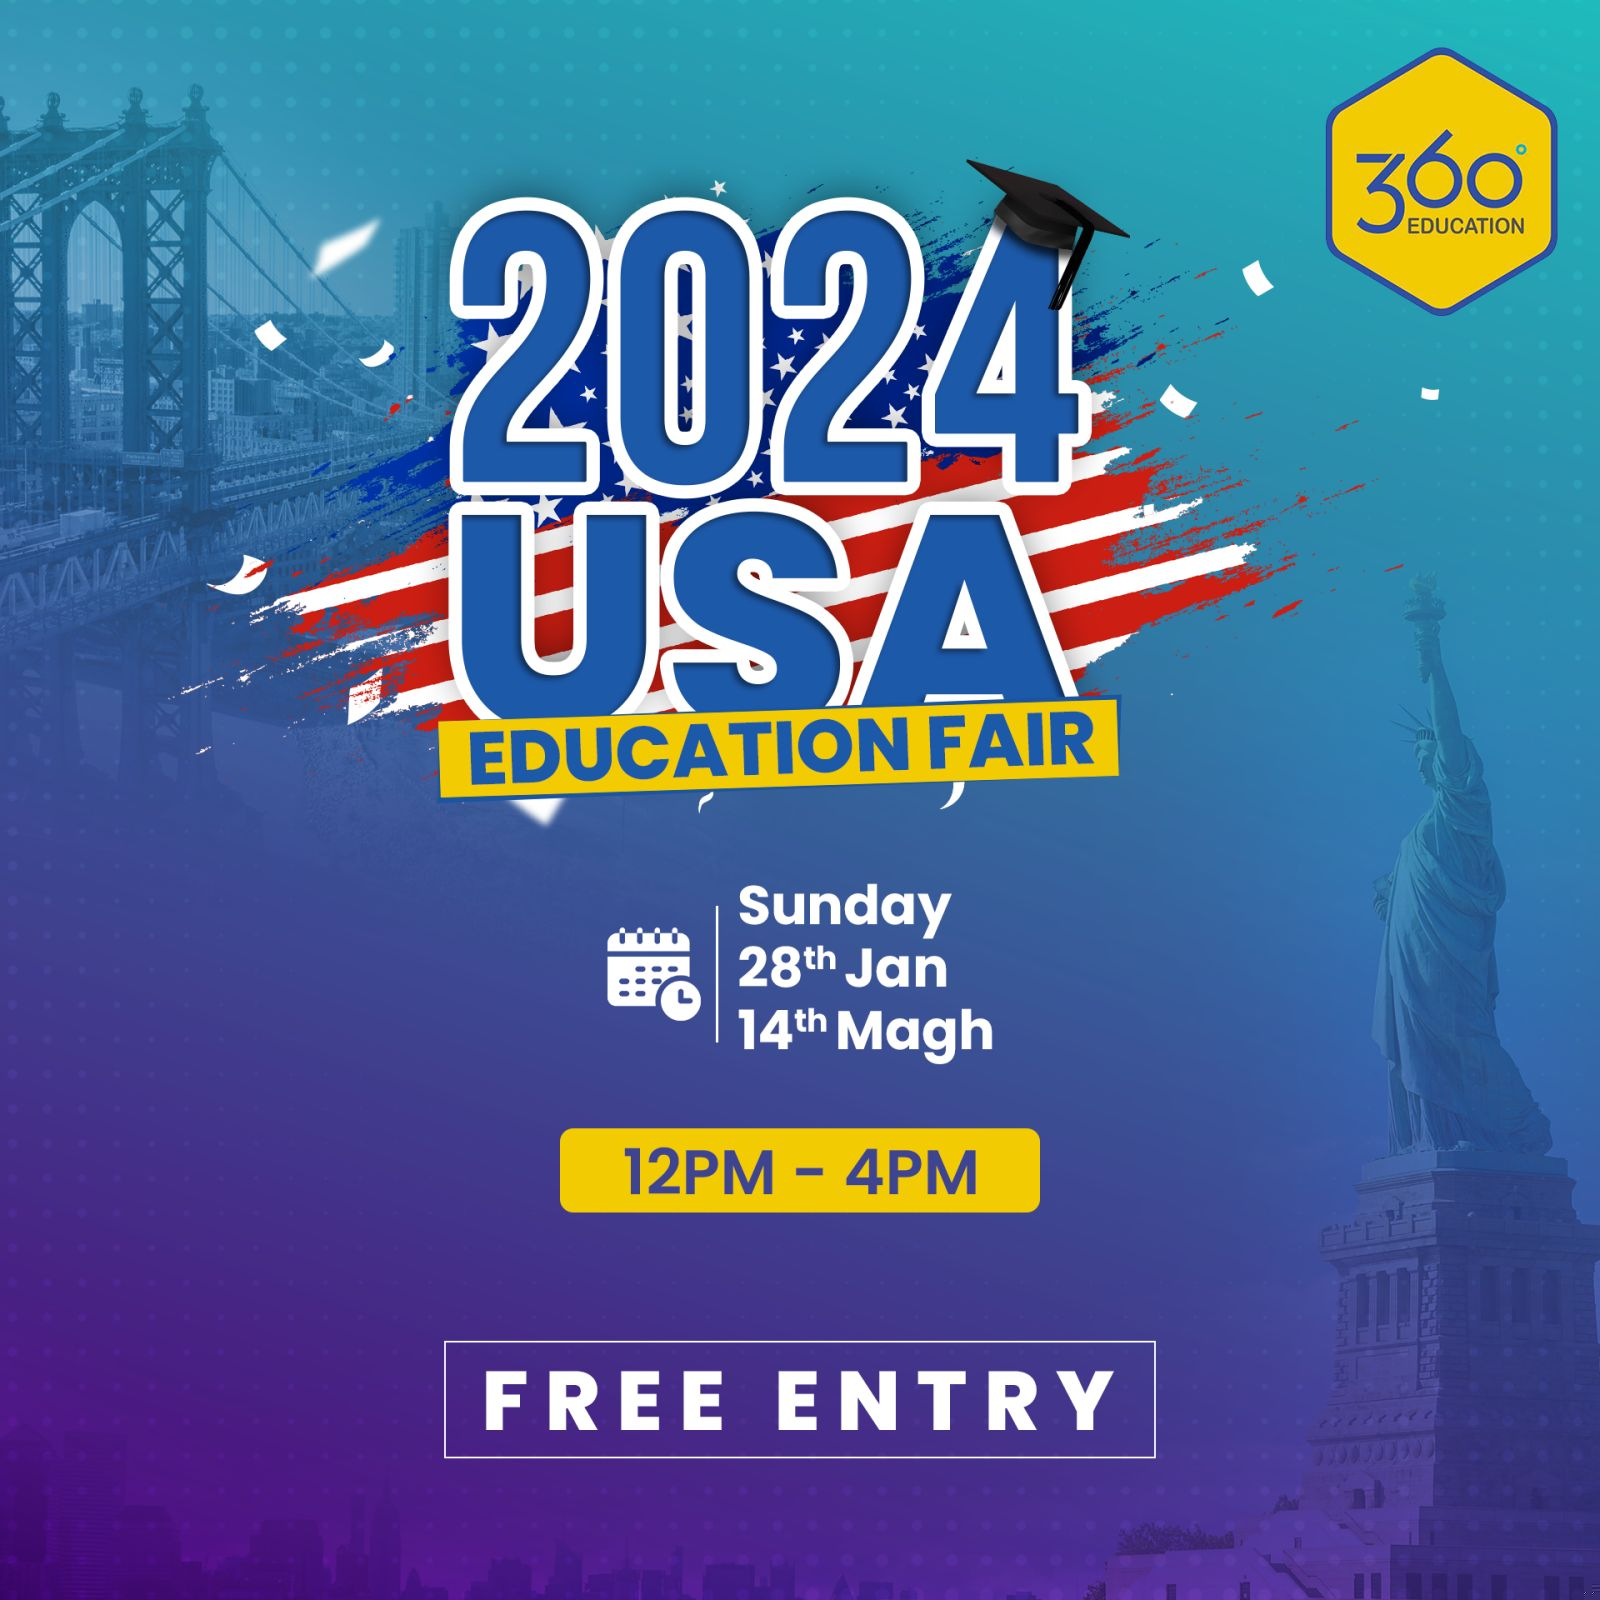 360°
EDUCATION
2024
USA
EDUCATION FAIR
Sunday
28th Jan
14th Magh
12PM - 4PM
FREE ENTRY